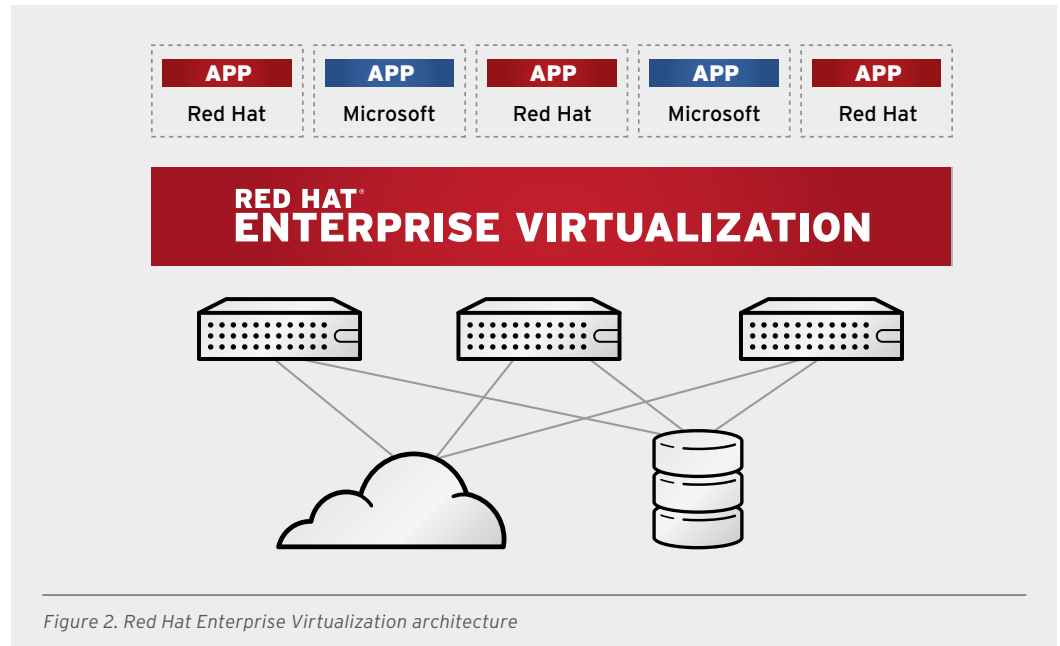 APP APP APP APP APP
Red Hat Microsoft Red Hat Microsoft Red Hat
RED HAT®
ENTERPRISE VIRTUALIZATION
Figure 2. Red Hat Enterprise Virtualization architecture